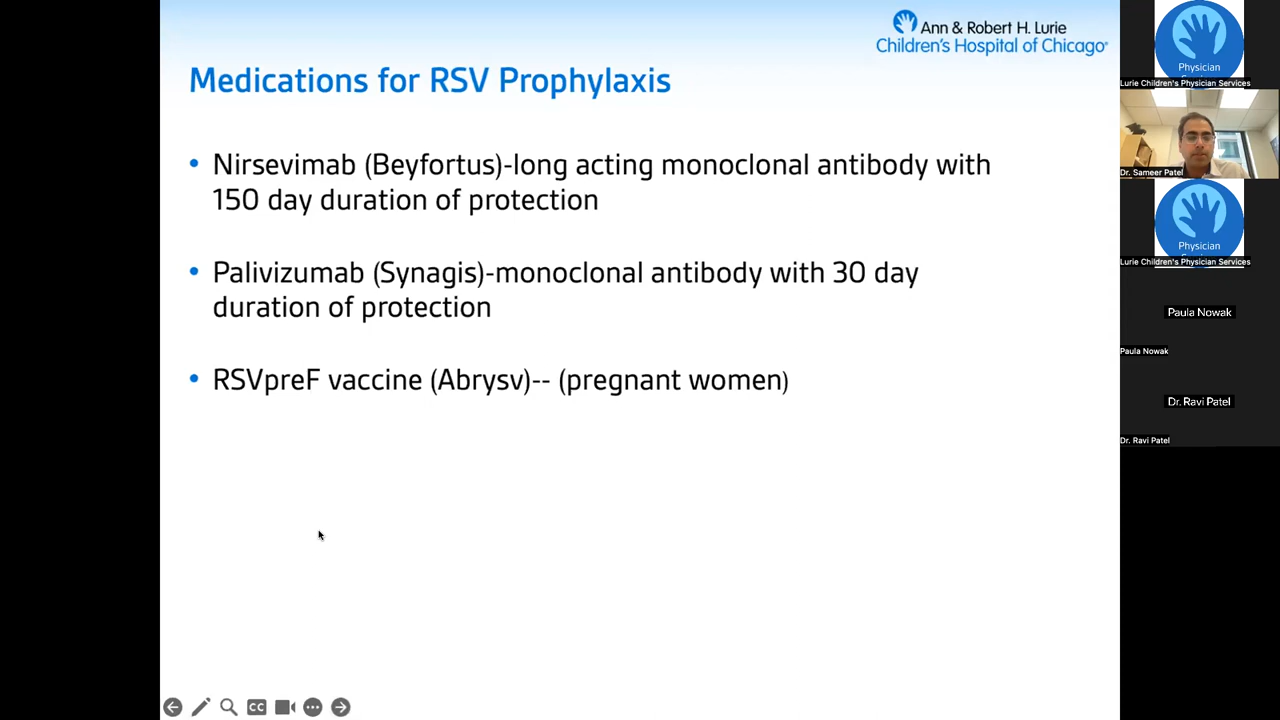 Ann & Robert H. Lurie
Children's Hospital of Chicago®
Medications for RSV Prophylaxis
• Nirsevimab (Beyfortus)-long acting monoclonal antibody with
150 day duration of protection
• Palivizumab (Synagis)-monoclonal antibody with 30 day
duration of protection
• RSVpreF vaccine (Abrysv)-- (pregnant women)
CC
Physician
Lurie Children's Physician Services
Dr. Sameer Patel
Physician
Lurie Children's Physician Services
Paula Nowak
Paula Nowak
Dr. Ravi Patel
Dr. Ravi Patel